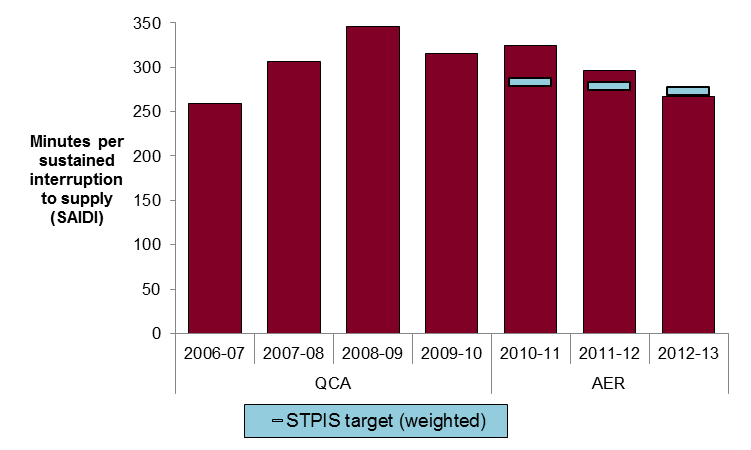 350
300
250
200
150
100
50
0
Minutes per
sustained
interruption
to supply
(SAIDI)
2006-07 2007-08 2008-09 2009-10 2010-11 2011-12 2012-13
QCA AER
STPIS target (weighted)